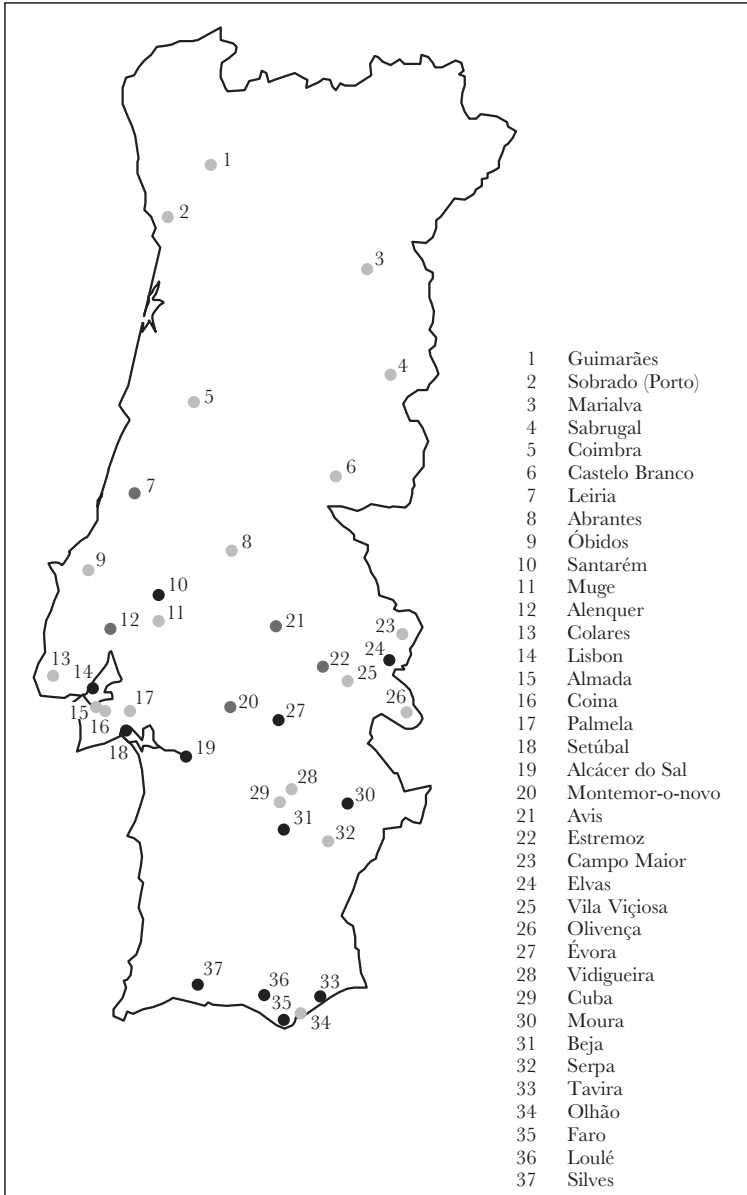 1
2
3
4
5
6
7
8
9
10
11
12
21
23
22
24
13
14
25
17
20
26
15
16
27
18
19
28
29
30
31
32
37
36
33
35
34
1 Guimarães
2 Sobrado (Porto)
3 Marialva
4 Sabrugal
5 Coimbra
6 Castelo Branco
7 Leiria
8 Abrantes
9 Óbidos
10 Santarém
11 Muge
12 Alenquer
13 Colares
14 Lisbon
15 Almada
16 Coina
17 Palmela
18 Setúbal
19 Alcácer do Sal
20 Montemor-o-novo
21 Avis
22 Estremoz
23 Campo Maior
24 Elvas
25 Vila Viçiosa
26 Olivença
27 Évora
28 Vidigueira
29 Cuba
30 Moura
31 Beja
32 Serpa
33 Tavira
34 Olhão
35 Faro
36 Loulé
37 Silves